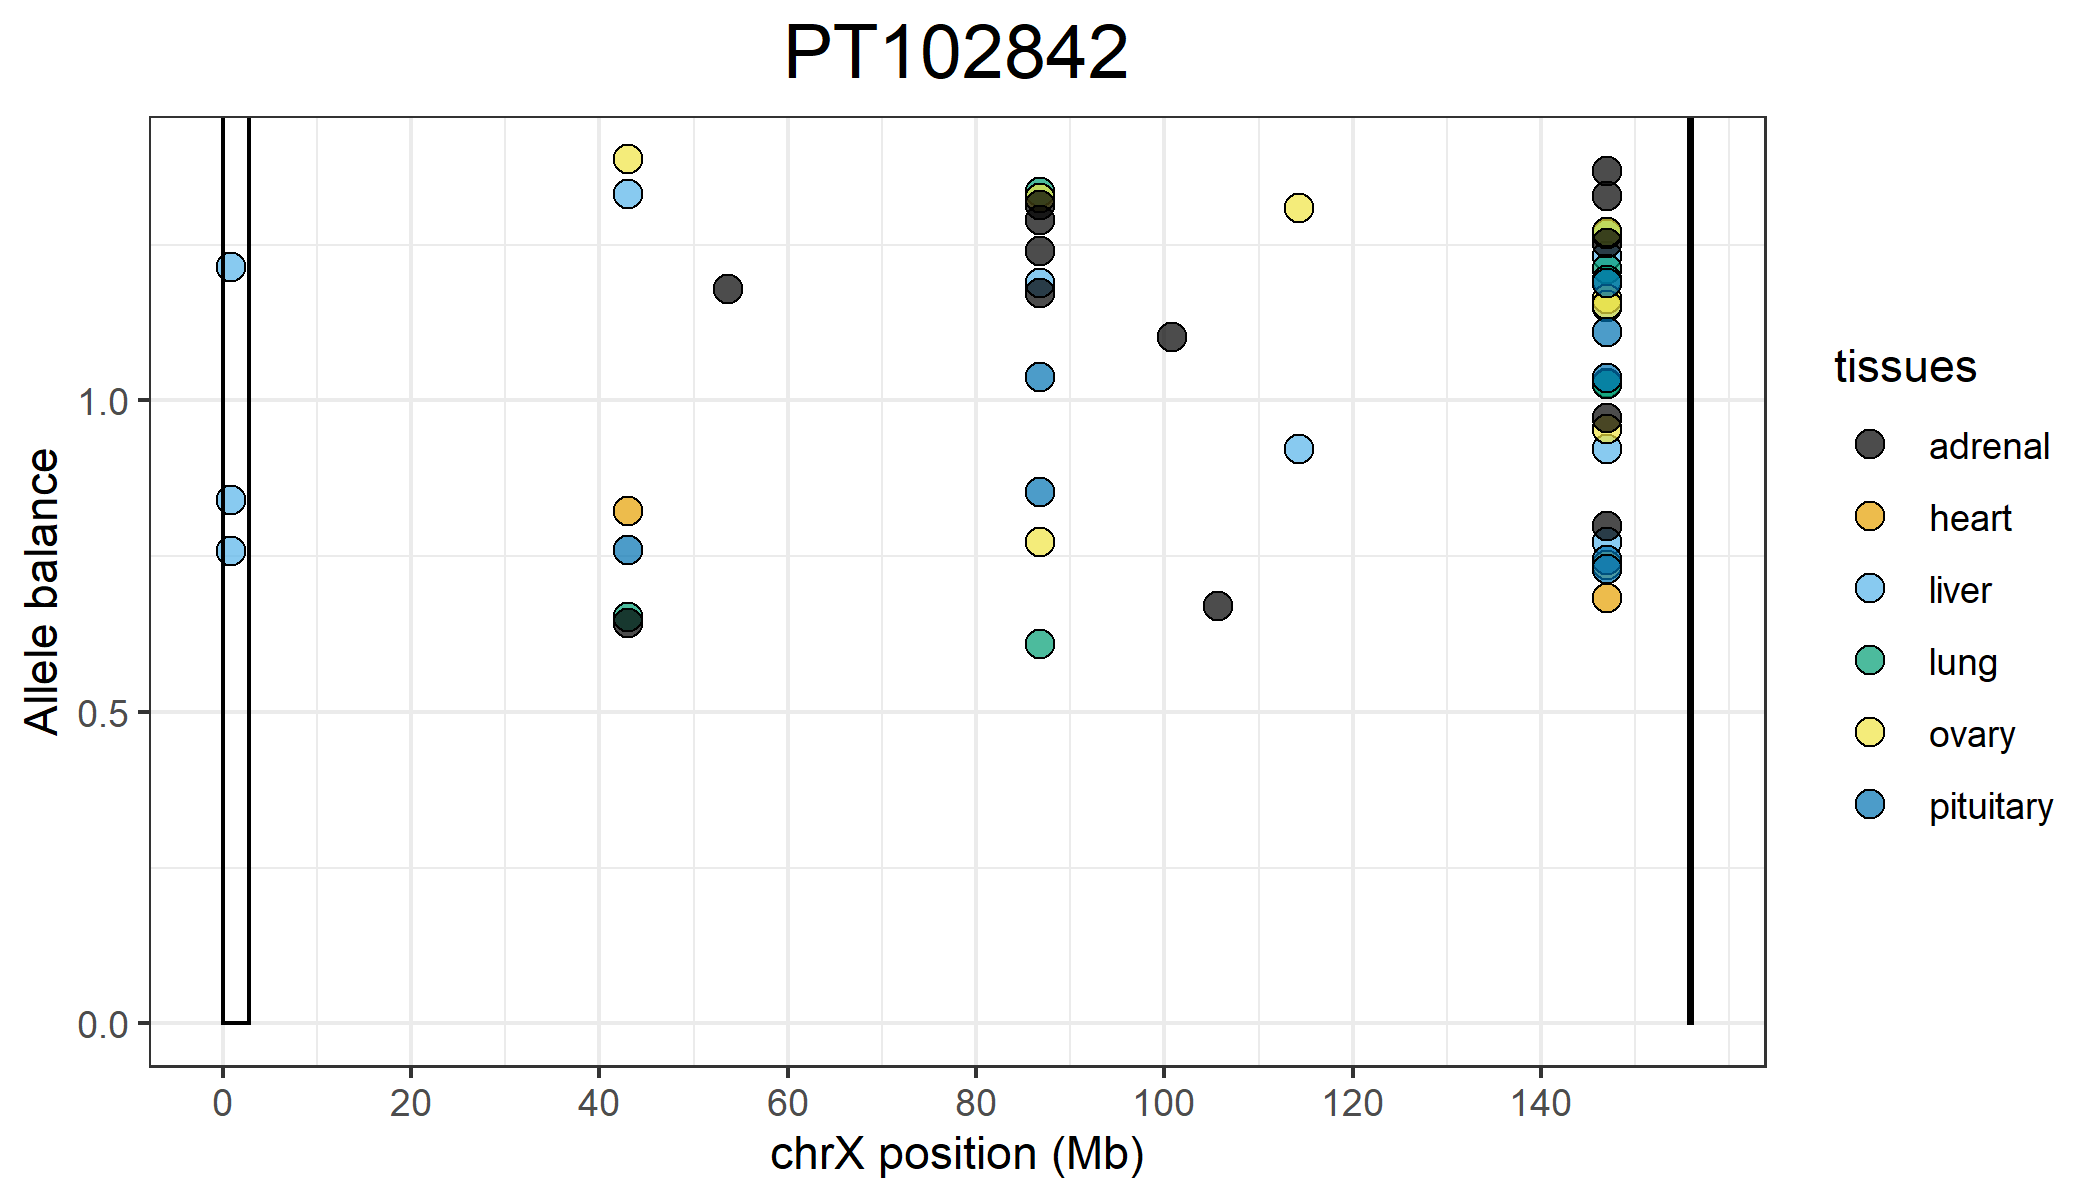 PT102842
Allele balance
1.0
0.5
0.0
0 20 40 60 80 100 120 140
chrX position (Mb)
tissues
adrenal
heart
liver
lung
ovary
pituitary